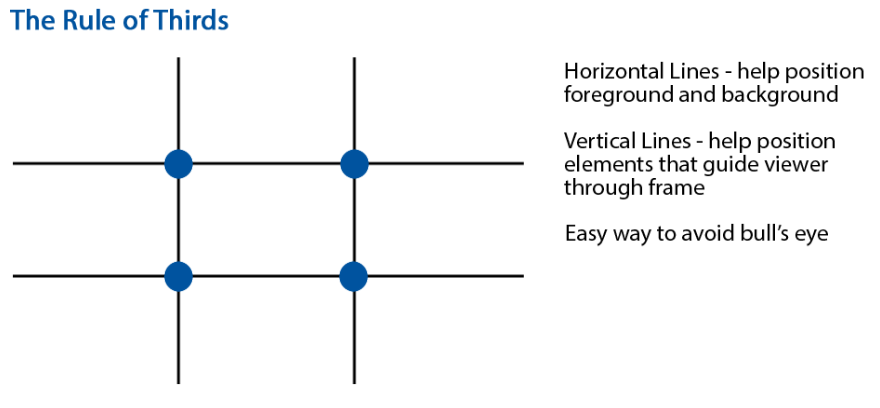 The Rule of Thirds
Horizontal Lines - help position
foreground and background
Vertical Lines - help position
elements that guide viewer
through frame
Easy way to avoid bull’s eye